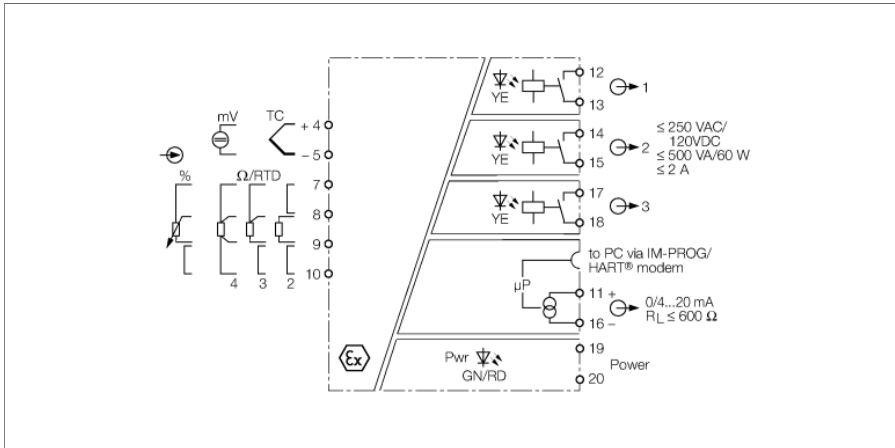 mV
TC
+ 4
− 5
%
Ω/RTD
7
8
9
10
4 3 2
Ex
YE
12
13
1
YE
14
15
2
≤ 250 VAC/
120VDC
≤ 500 VA/60 W
≤ 2 A
YE
17
18
3
to PC via IM-PROG/
HART® modem
µP
11 +
16 −
0/4...20 mA
RL ≤ 600 Ω
Pwr
GN/RD
19
20
Power